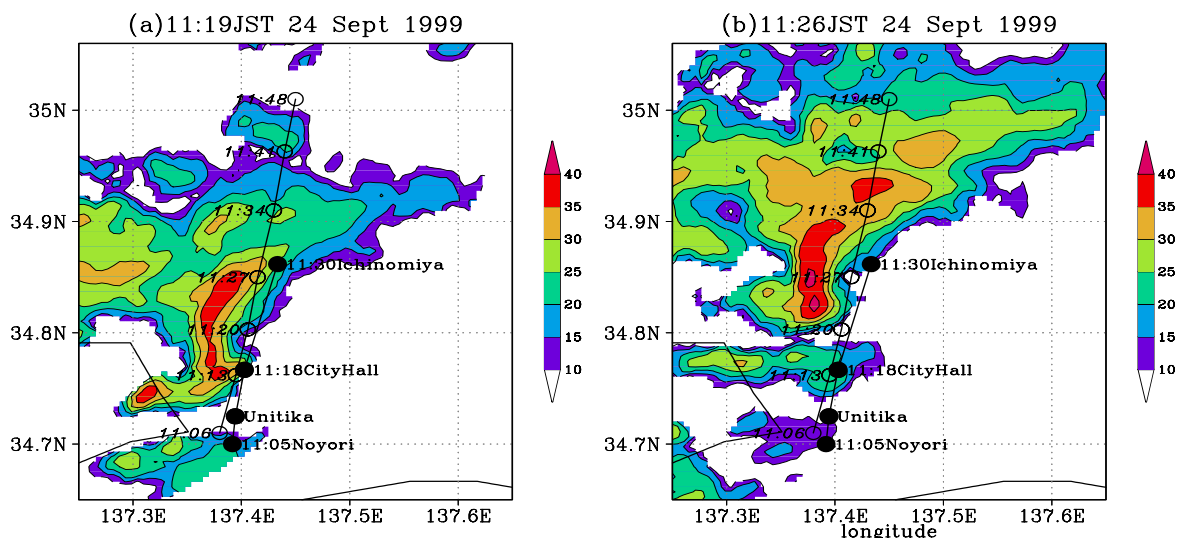 (a)11:19JST 24 Sept 1999
35N
34.9N
34.8N
34.7N
137.3E 137.4E 137.5E 137.6E
11:48
11:41
11:34
11:30Ichinomiya
11:27
11:20
11:18CityHall
11:13
Unitika
11:06
11:05Noyori
40
35
30
25
20
15
10
(b)11:26JST 24 Sept 1999
35N
34.9N
34.8N
34.7N
137.3E 137.4E 137.5E 137.6E
longitude
11:48
11:41
11:34
11:30Ichinomiya
11:27
11:20
11:18CityHall
11:13
Unitika
11:06
11:05Noyori
40
35
30
25
20
15
10